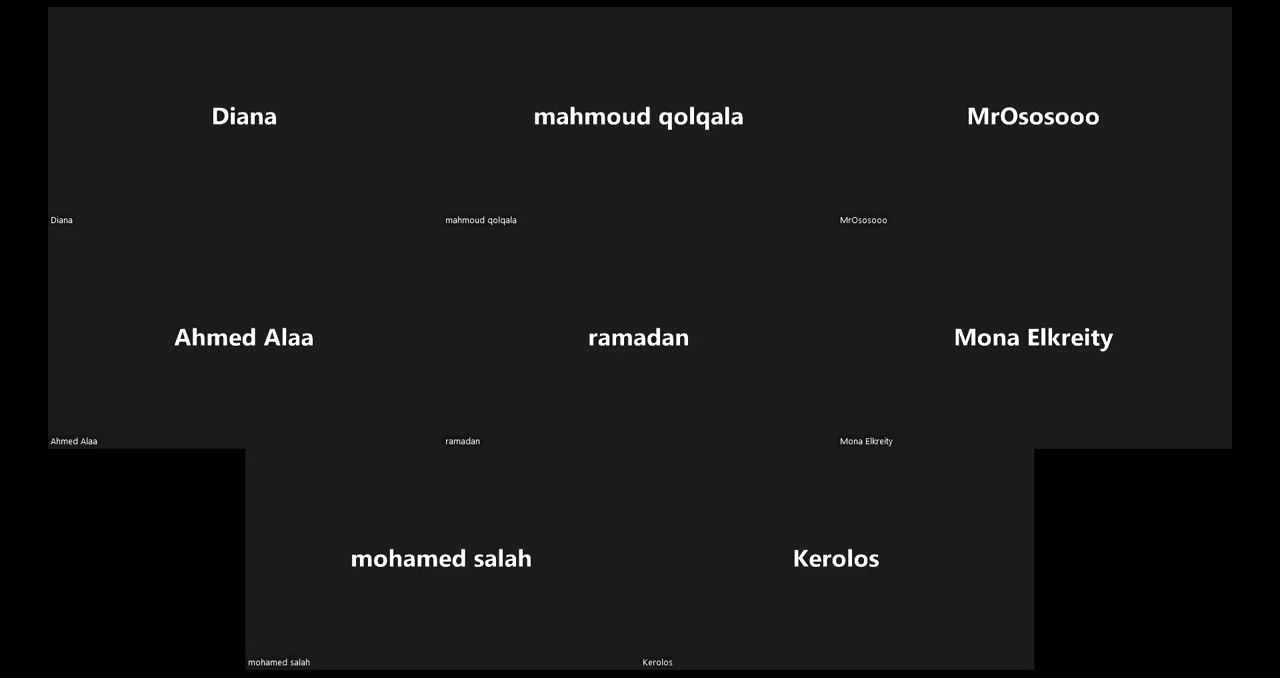 Diana
mahmoud qolqala
MrOsosooo
Diana
mahmoud qolqala
MrOsosooo
Ahmed Alaa
ramadan
Mona Elkreity
Ahmed Alaa
ramadan
Mona Elkreity
mohamed salah
Kerolos
mohamed salah
Kerolos